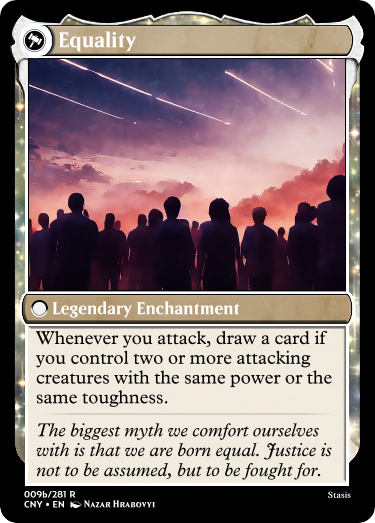 Equality
Legendary Enchantment
Whenever you attack, draw a card if
you control two or more attacking
creatures with the same power or the
same toughness.
The biggest myth we comfort ourselves
with is that we are born equal. Justice is
not to be assumed, but to be fought for.
009b/281 R
Stasis
CNY • EN Nazar Hrabovyi